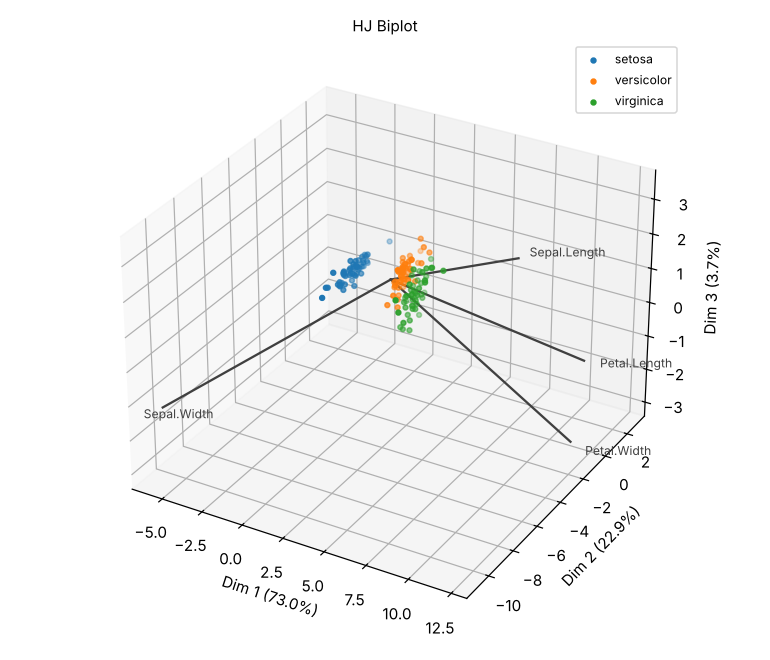 HJ Biplot
setosa
versicolor
virginica
Sepal.Length
Petal.Length
Sepal.Width
Petal.Width
3
2
1
0
−1
−2
−3
Dim 3 (3.7%)
2
0
−2
−4
−6
−8
−10
Dim 2 (22.9%)
−5.0
−2.5
0.0
2.5
5.0
7.5
10.0
12.5
Dim 1 (73.0%)